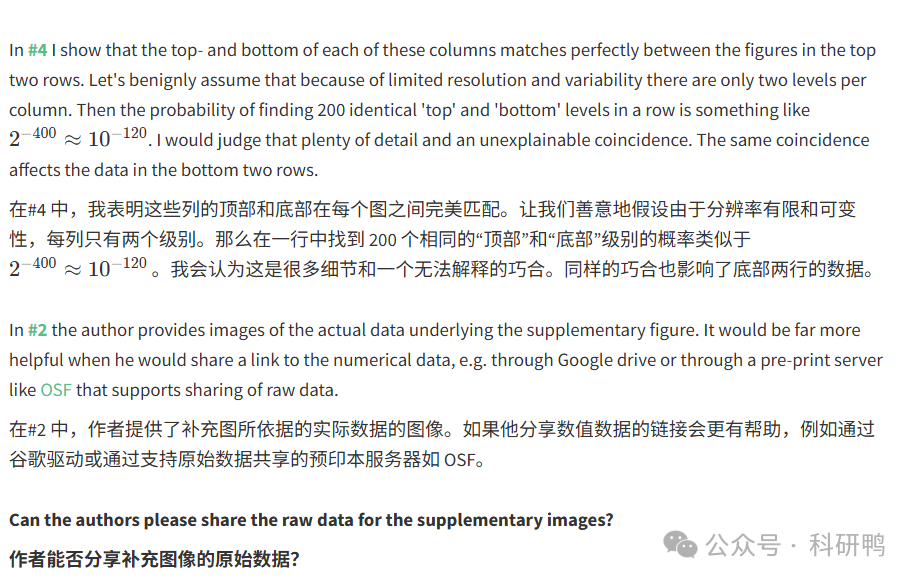 In #4 I show that the top- and bottom of each of these columns matches perfectly between the figures in the top
two rows. Let's benignly assume that because of limited resolution and variability there are only two levels per
column. Then the probability of finding 200 identical 'top' and 'bottom' levels in a row is something like
2⁻⁴⁰⁰ ≈ 10⁻¹²⁰. I would judge that plenty of detail and an unexplainable coincidence. The same coincidence
affects the data in the bottom two rows.
在#4 中，我表明这些列的顶部和底部在每个图之间完美匹配。让我们善意地假设由于分辨率有限和可变
性，每列只有两个级别。那么在一行中找到 200 个相同的“顶部”和“底部”级别的概率类似于
2⁻⁴⁰⁰ ≈ 10⁻¹²⁰ 。我会认为这是很多细节和一个无法解释的巧合。同样的巧合也影响了底部两行的数据。
In #2 the author provides images of the actual data underlying the supplementary figure. It would be far more
helpful when he would share a link to the numerical data, e.g. through Google drive or through a pre-print server
like OSF that supports sharing of raw data.
在#2 中，作者提供了补充图所依据的实际数据的图像。如果他分享数值数据的链接会更有帮助，例如通过
谷歌驱动或通过支持原始数据共享的预印本服务器如 OSF。
Can the authors please share the raw data for the supplementary images?
作者能否分享补充图像的原始数据？
公众号 · 科研鸭